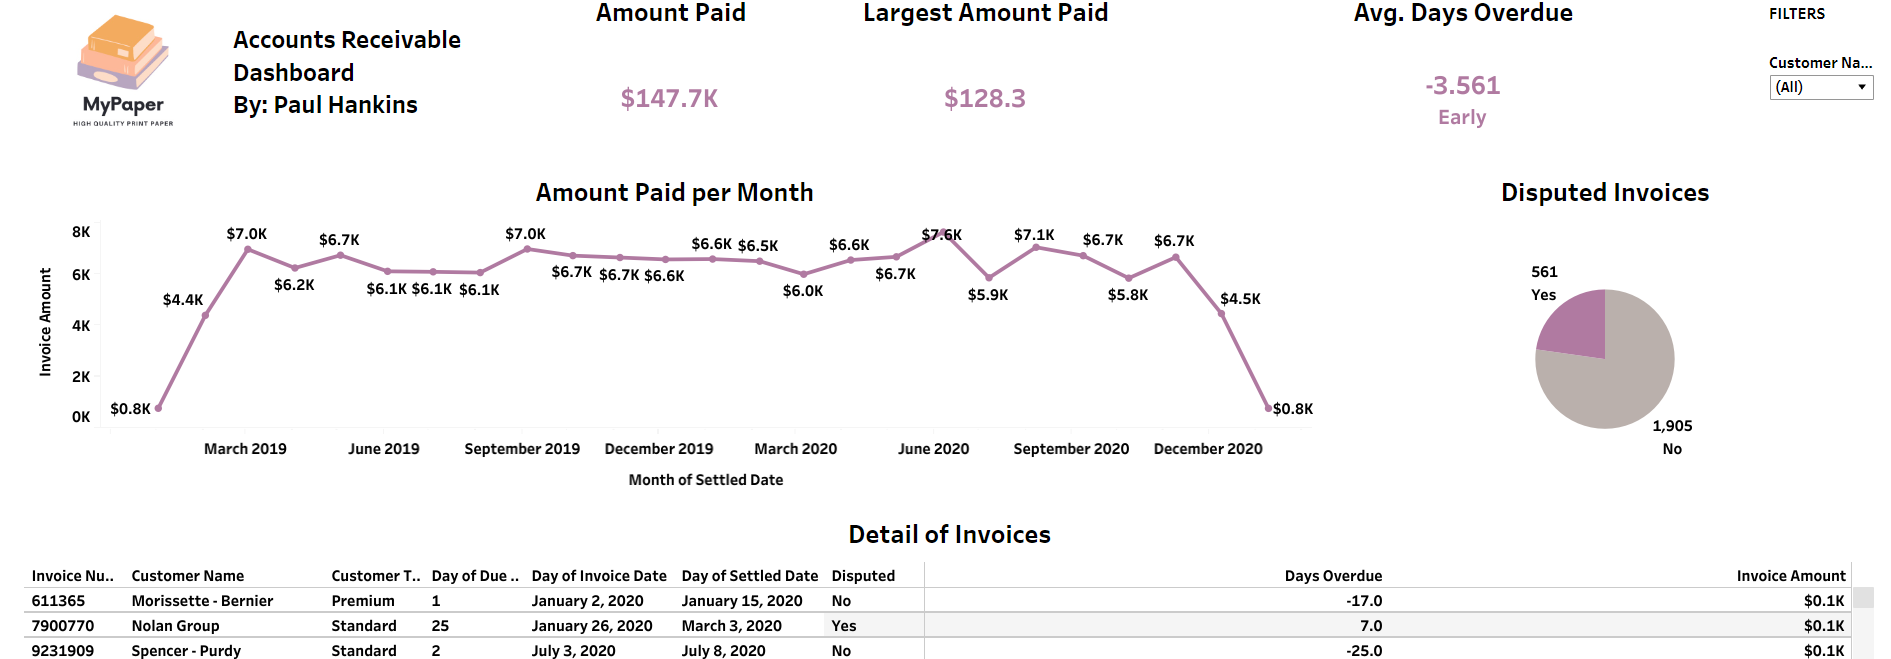 MyPaper
HIGH QUALITY PRINT PAPER
Accounts Receivable
Dashboard
By: Paul Hankins
Amount Paid
$147.7K
Largest Amount Paid
$128.3
Avg. Days Overdue
-3.561
Early
FILTERS
Customer Na...
(All)
Amount Paid per Month
Invoice Amount
8K
6K
4K
2K
0K
$0.8K
$4.4K
$7.0K
$6.2K
$6.7K
$6.1K
$6.1K
$6.1K
$7.0K
$6.7K
$6.7K
$6.6K
$6.6K
$6.5K
$6.0K
$6.6K
$6.7K
$7.6K
$5.9K
$7.1K
$6.7K
$5.8K
$6.7K
$4.5K
$0.8K
March 2019 June 2019 September 2019 December 2019 March 2020 June 2020 September 2020 December 2020
Month of Settled Date
Disputed Invoices
561
Yes
1,905
No
Detail of Invoices
Invoice Nu.. Customer Name Customer T.. Day of Due .. Day of Invoice Date Day of Settled Date Disputed Days Overdue Invoice Amount
611365 Morissette - Bernier Premium 1 January 2, 2020 January 15, 2020 No -17.0 $0.1K
7900770 Nolan Group Standard 25 January 26, 2020 March 3, 2020 Yes 7.0 $0.1K
9231909 Spencer - Purdy Standard 2 July 3, 2020 July 8, 2020 No -25.0 $0.1K